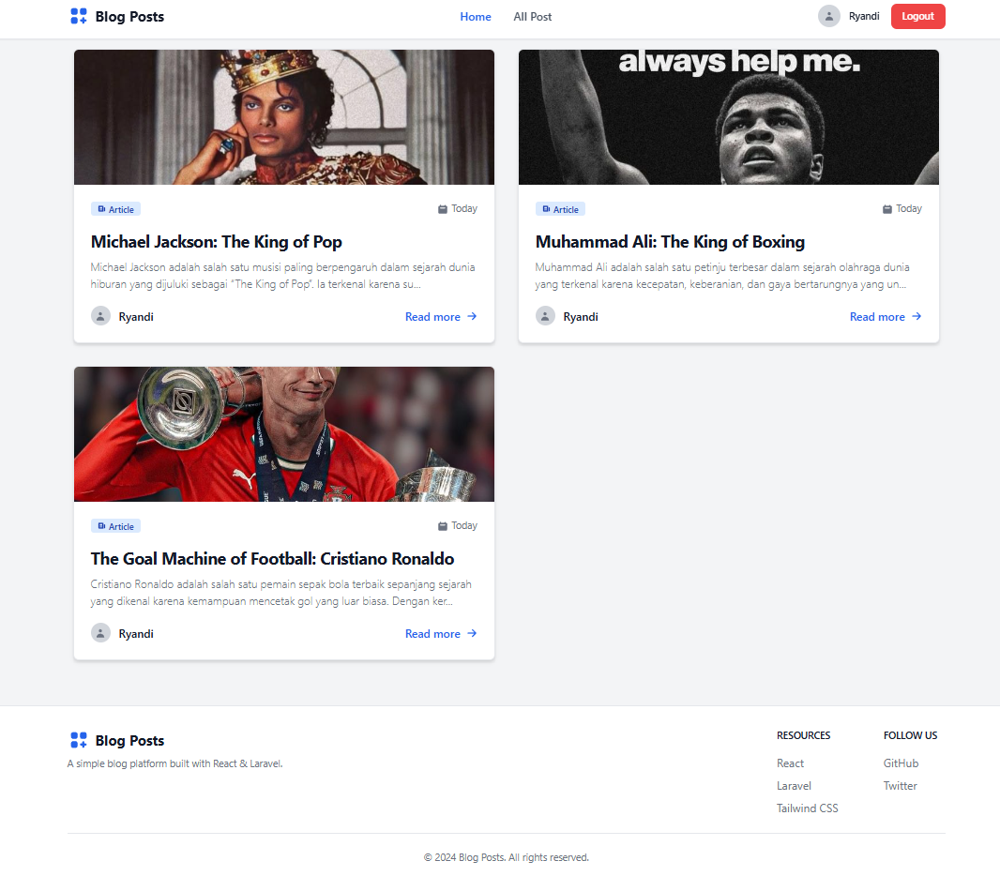 Blog Posts
Home
All Post
Ryandi
Logout
always help me.
Article
Today
Michael Jackson: The King of Pop
Michael Jackson adalah salah satu musisi paling berpengaruh dalam sejarah dunia
hiburan yang dijuluki sebagai "The King of Pop". Ia terkenal karena su...
Ryandi
Read more →
Article
Today
Muhammad Ali: The King of Boxing
Muhammad Ali adalah salah satu petinju terbesar dalam sejarah olahraga dunia
yang terkenal karena kecepatan, keberanian, dan gaya bertarungnya yang un...
Ryandi
Read more →
Article
Today
The Goal Machine of Football: Cristiano Ronaldo
Cristiano Ronaldo adalah salah satu pemain sepak bola terbaik sepanjang sejarah
yang dikenal karena kemampuan mencetak gol yang luar biasa. Dengan ker...
Ryandi
Read more →
Blog Posts
A simple blog platform built with React & Laravel.
RESOURCES
React
Laravel
Tailwind CSS
FOLLOW US
GitHub
Twitter
© 2024 Blog Posts. All rights reserved.